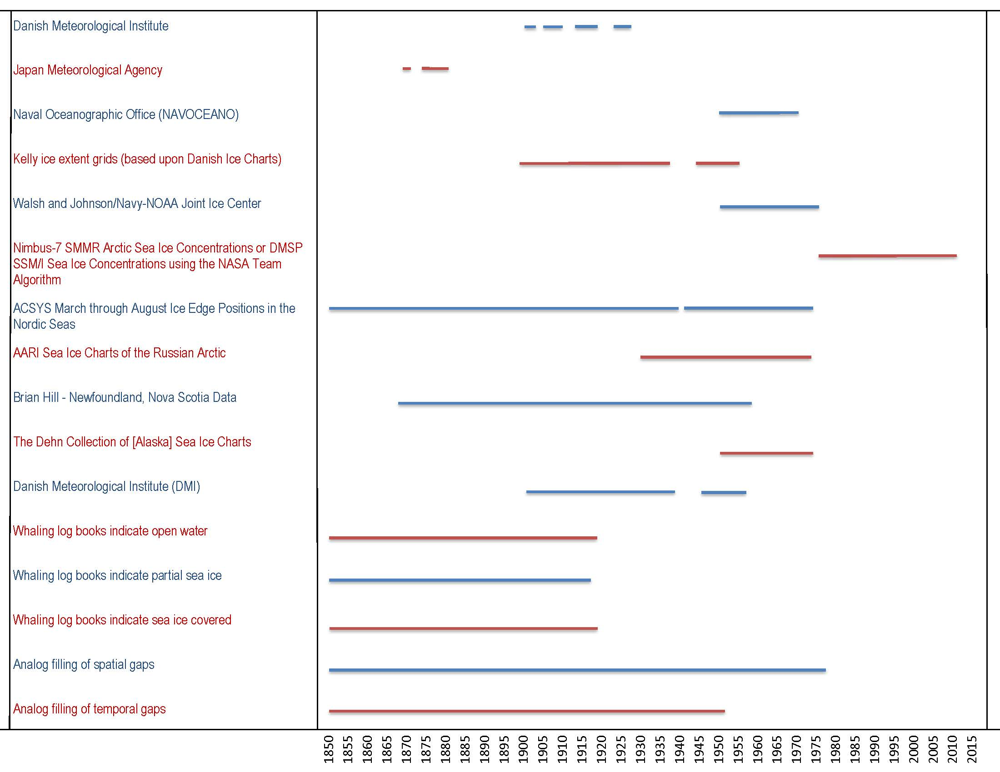 Danish Meteorological Institute
Japan Meteorological Agency
Naval Oceanographic Office (NAVOCEANO)
Kelly ice extent grids (based upon Danish Ice Charts)
Walsh and Johnson/Navy-NOAA Joint Ice Center
Nimbus-7 SMMR Arctic Sea Ice Concentrations or DMSP
SSM/I Sea Ice Concentrations using the NASA Team
Algorithm
ACSYS March through August Ice Edge Positions in the
Nordic Seas
AARI Sea Ice Charts of the Russian Arctic
Brian Hill - Newfoundland, Nova Scotia Data
The Dehn Collection of [Alaska] Sea Ice Charts
Danish Meteorological Institute (DMI)
Whaling log books indicate open water
Whaling log books indicate partial sea ice
Whaling log books indicate sea ice covered
Analog filling of spatial gaps
Analog filling of temporal gaps
1850
1855
1860
1865
1870
1875
1880
1885
1890
1895
1900
1905
1910
1915
1920
1925
1930
1935
1940
1945
1950
1955
1960
1965
1970
1975
1980
1985
1990
1995
2000
2005
2010
2015